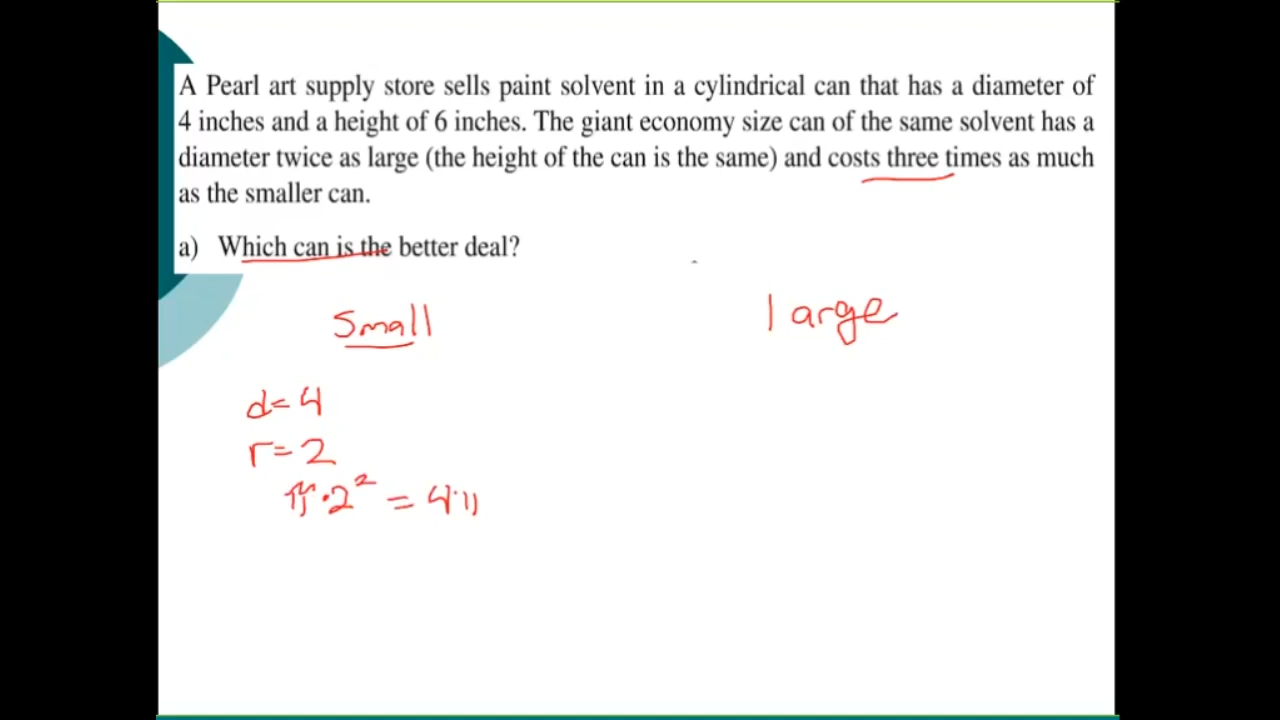 A Pearl art supply store sells paint solvent in a cylindrical can that has a diameter of
4 inches and a height of 6 inches. The giant economy size can of the same solvent has a
diameter twice as large (the height of the can is the same) and costs three times as much
as the smaller can.
a) Which can is the better deal?
Small
large
d=4
r=2
π·2² = 4π